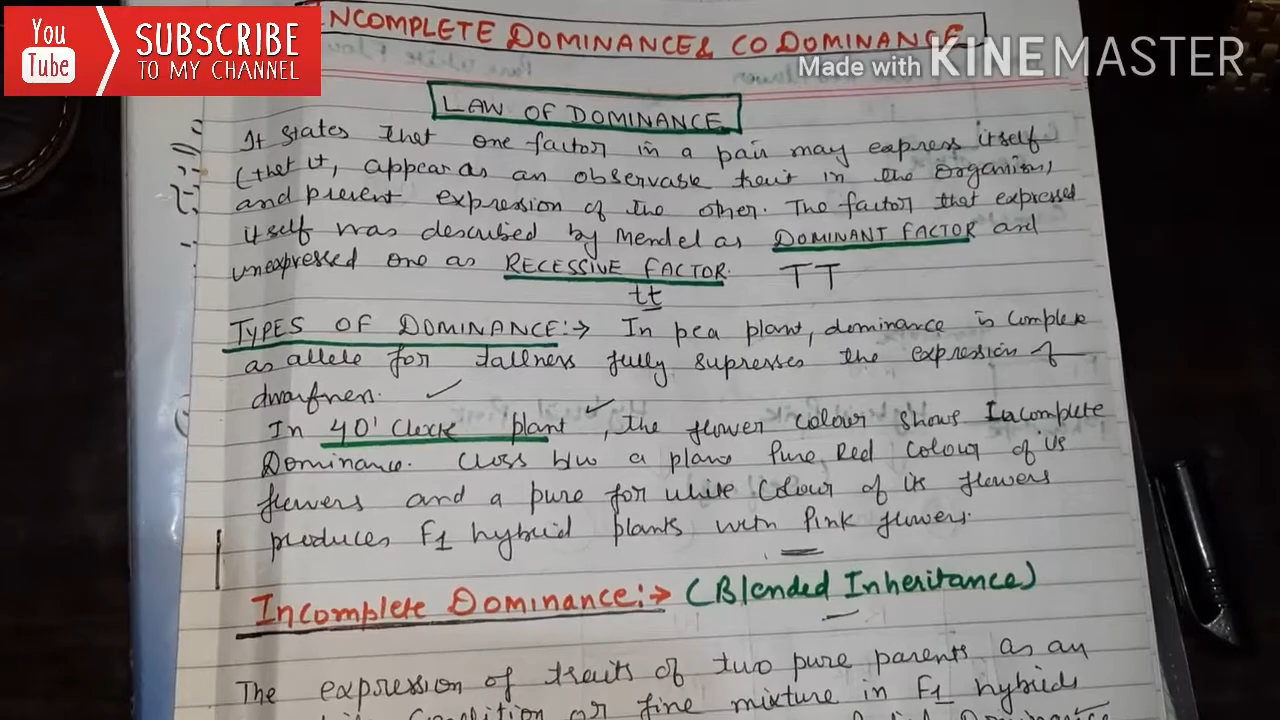 You
Tube
SUBSCRIBE
TO MY CHANNEL
INCOMPLETE DOMINANCE & CO DOMINANCE
Made with KINEMASTER
LAW OF DOMINANCE
It states that one factor in a pair may express itself
(that it, appear as an observable trait in the organism)
and prevent expression of the other. The factor that expressed
itself was described by Mendel as DOMINANT FACTOR and
unexpressed one as RECESSIVE FACTOR. TT
tt
TYPES OF DOMINANCE:→ In pea plant, dominance is complete
as allele for tallness fully supresses the expression of
dwarfness.
In 4O'Clock plant, the flower colour shows Incomplete
Dominance. Cross b/w a plant Pure Red Colour of its
flowers and a pure for white Colour of its flowers
produces F1 hybrid plants with Pink flowers.
Incomplete Dominance:→ (Blended Inheritance)
The expression of traits of two pure parents as an
Condition or fine mixture in F1 hybrids